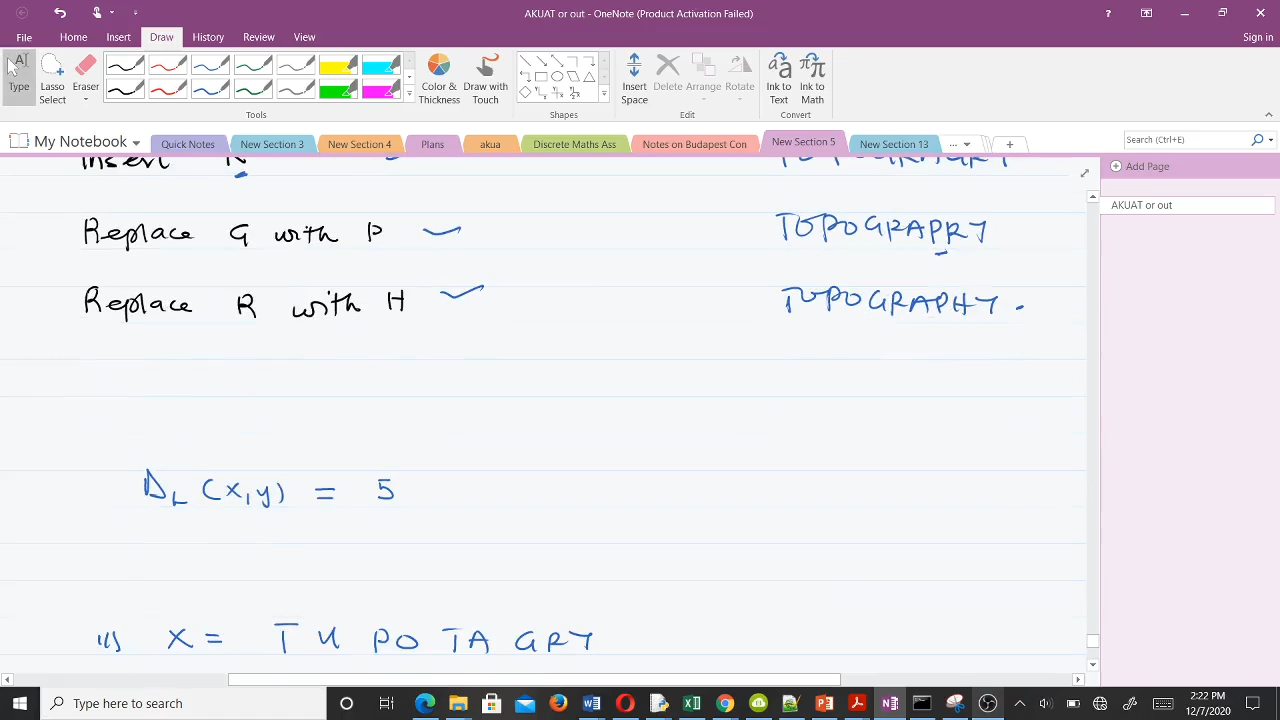 AKUAT or out - OneNote (Product Activation Failed)
File Home Insert Draw History Review View Sign in
Type
Lasso Select
Eraser
Color & Thickness
Draw with Touch
Insert Space
Delete
Arrange
Rotate
Ink to Text
Ink to Math
Tools Shapes Edit Convert
My Notebook Quick Notes New Section 3 New Section 4 Plans akua Discrete Maths Ass Notes on Budapest Con New Section 5 New Section 13 ... Search (Ctrl+E)
Add Page
AKUAT or out
Insert R
Replace G with P TOPOGRAPRY
Replace R with H TOPOGRAPHY.
DL (x,y) = 5
X = T U PO TA GRY
Type here to search
2:22 PM
12/7/2020